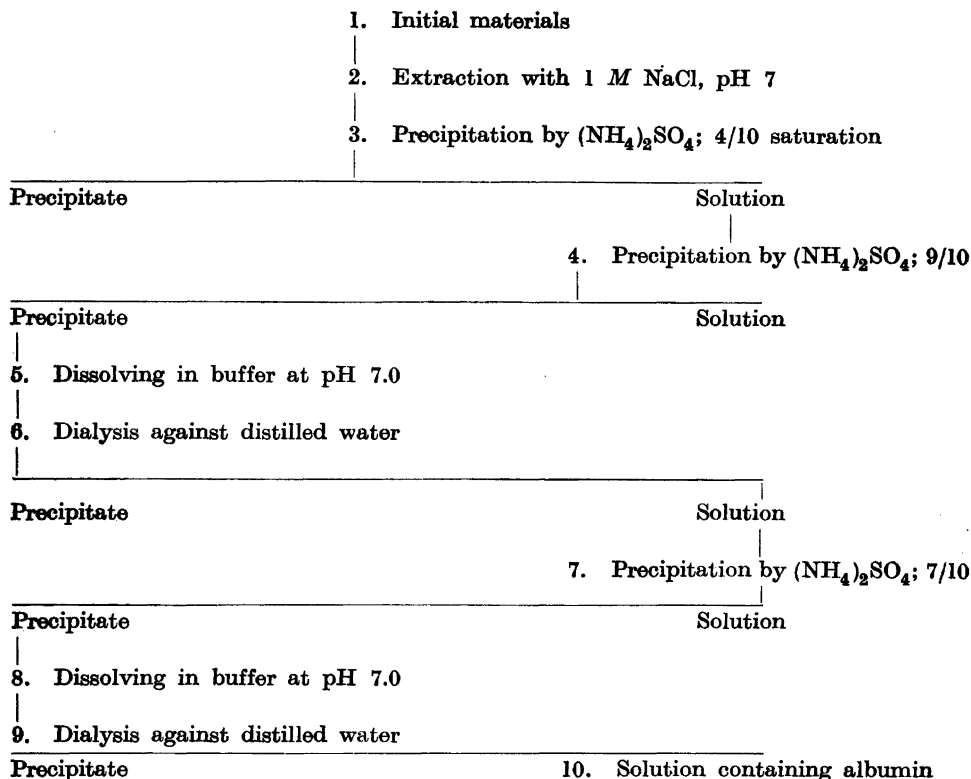 1. Initial materials
2. Extraction with 1 M NaCl, pH 7
3. Precipitation by (NH₄)₂SO₄; 4/10 saturation
Precipitate Solution
4. Precipitation by (NH₄)₂SO₄; 9/10
Precipitate Solution
5. Dissolving in buffer at pH 7.0
6. Dialysis against distilled water
Precipitate Solution
7. Precipitation by (NH₄)₂SO₄; 7/10
Precipitate Solution
8. Dissolving in buffer at pH 7.0
9. Dialysis against distilled water
Precipitate 10. Solution containing albumin